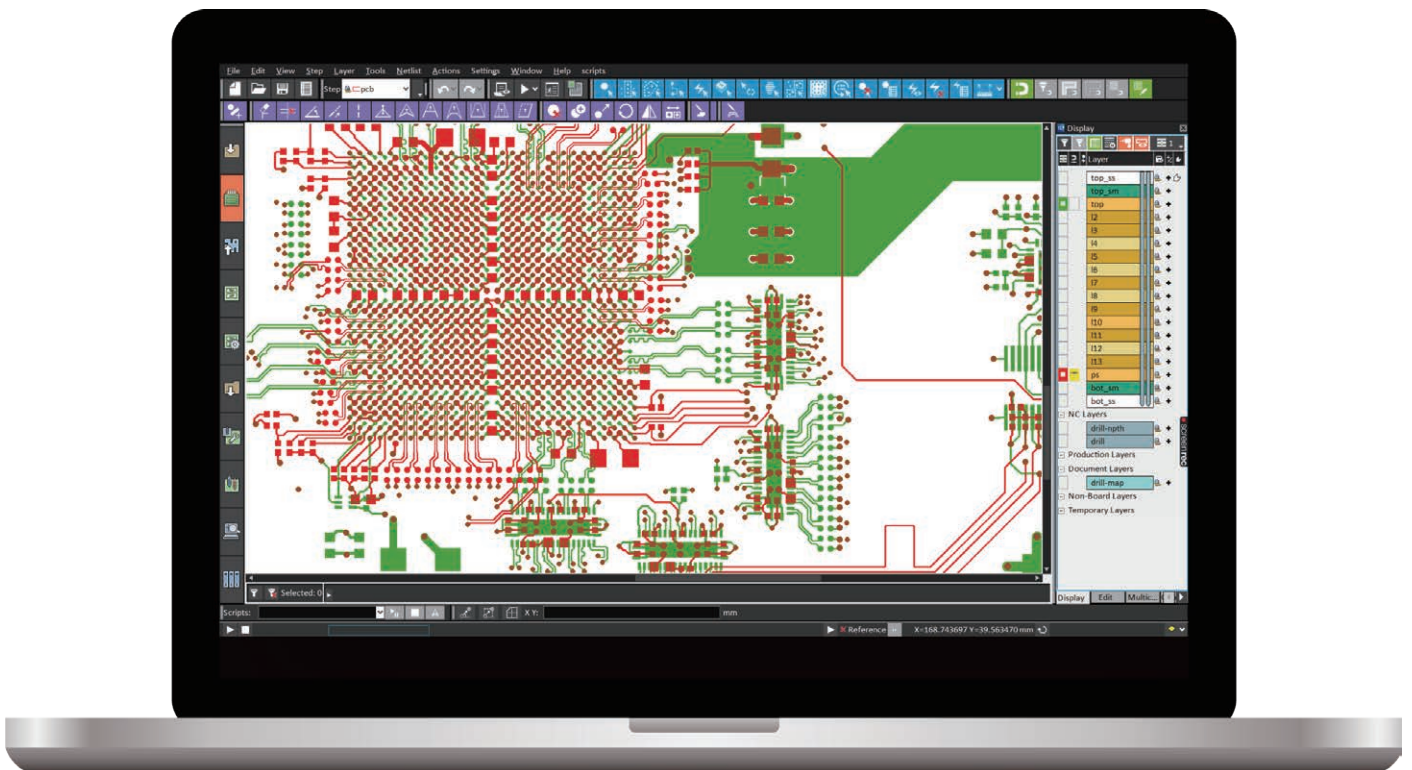 File Edit View Step Layer Tools Netlist Actions Settings Window Help scripts
Step pcb
Display
Layer
top_ss
top_sm
top
l2
l3
l4
l5
l6
l7
l8
l9
l10
l11
l12
l13
ps
bot_sm
bot_ss
NC Layers
drill-npth
drill
Production Layers
Document Layers
drill-map
Non-Board Layers
Temporary Layers
screenrec
Selected: 0
Display Edit Multic...
Scripts: X Y: mm
Reference X=168.743697 Y=39.563470 mm